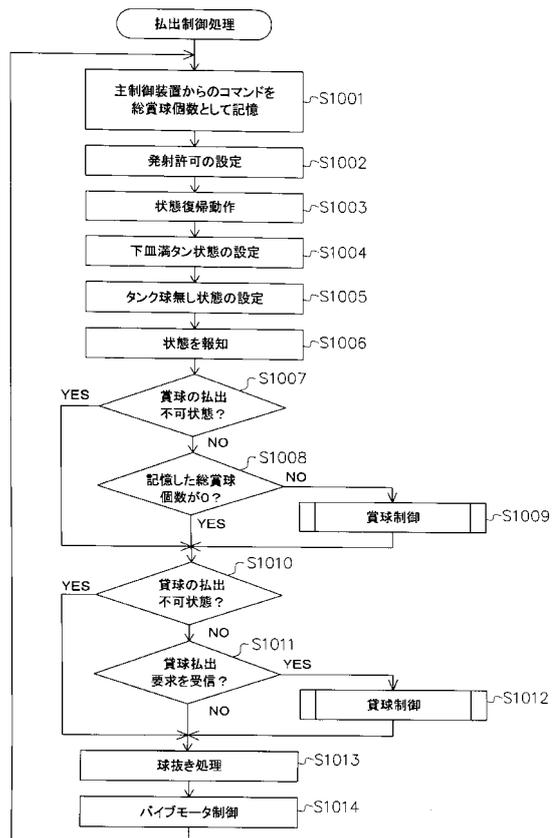 払出制御処理
主制御装置からのコマンドを
総賞球個数として記憶
S1001
発射許可の設定
S1002
状態復帰動作
S1003
下皿満タン状態の設定
S1004
タンク球無し状態の設定
S1005
状態を報知
S1006
S1007
YES
賞球の払出
不可状態?
NO
S1008
記憶した総賞球
個数が0?
NO
YES
賞球制御
S1009
S1010
YES
貸球の払出
不可状態?
NO
S1011
貸球払出
要求を受信?
YES
NO
貸球制御
S1012
球抜き処理
S1013
バイブモータ制御
S1014